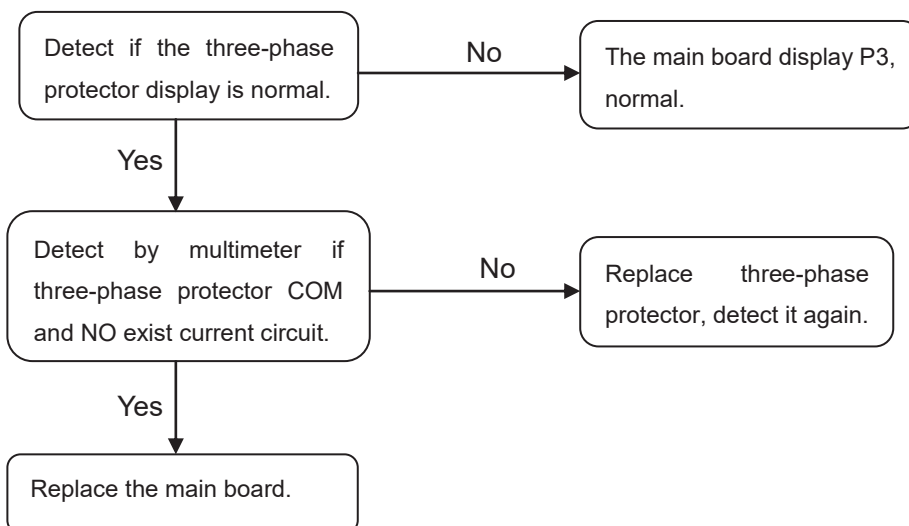 Detect if the three-phase
protector display is normal.
No
The main board display P3,
normal.
Yes
Detect by multimeter if
three-phase protector COM
and NO exist current circuit.
No
Replace three-phase
protector, detect it again.
Yes
Replace the main board.